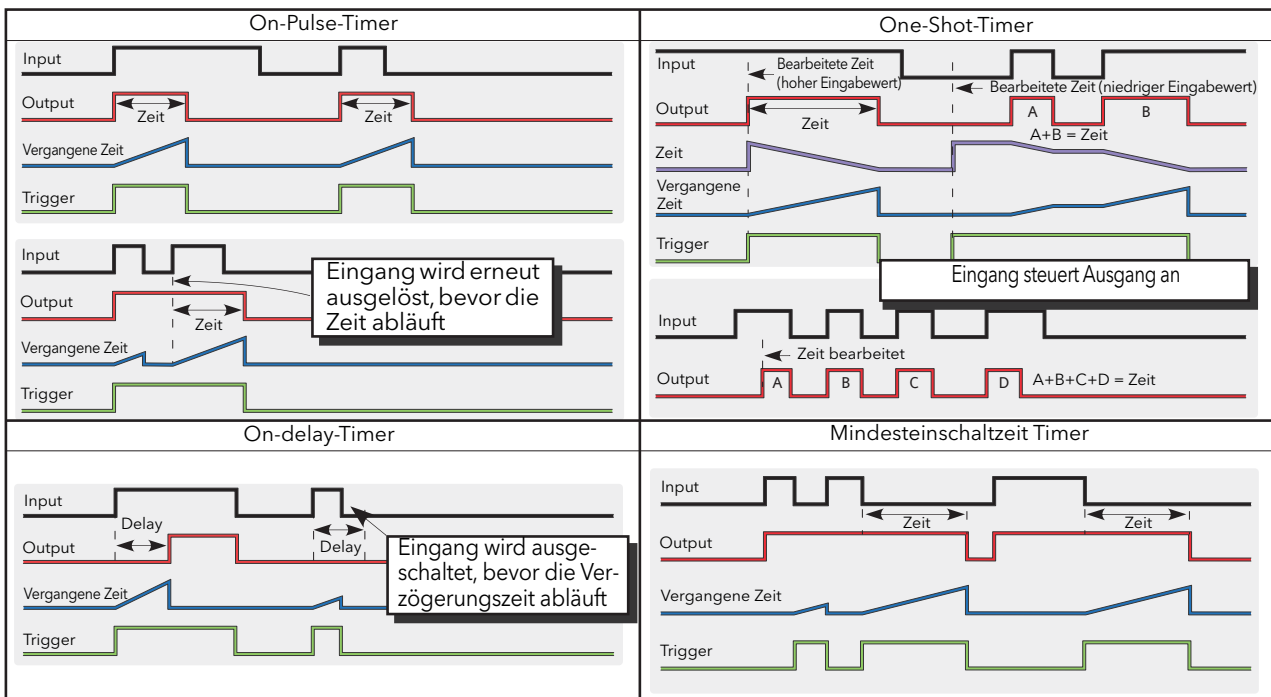 On-Pulse-Timer
Input
Output
Zeit
Zeit
Vergangene Zeit
Trigger
Input
Eingang wird erneut
ausgelöst, bevor die
Zeit abläuft
Output
Zeit
Vergangene Zeit
Trigger
One-Shot-Timer
Input
Bearbeitete Zeit
(hoher Eingabewert)
Bearbeitete Zeit (niedriger Eingabewert)
Output
Zeit
A
B
A+B = Zeit
Zeit
Vergangene
Zeit
Trigger
Eingang steuert Ausgang an
Input
Zeit bearbeitet
Output
A
B
C
D
A+B+C+D = Zeit
On-delay-Timer
Input
Delay
Output
Delay
Eingang wird ausge-
schaltet, bevor die Ver-
zögerungszeit abläuft
Vergangene Zeit
Trigger
Mindesteinschaltzeit Timer
Input
Zeit
Zeit
Output
Vergangene Zeit
Trigger